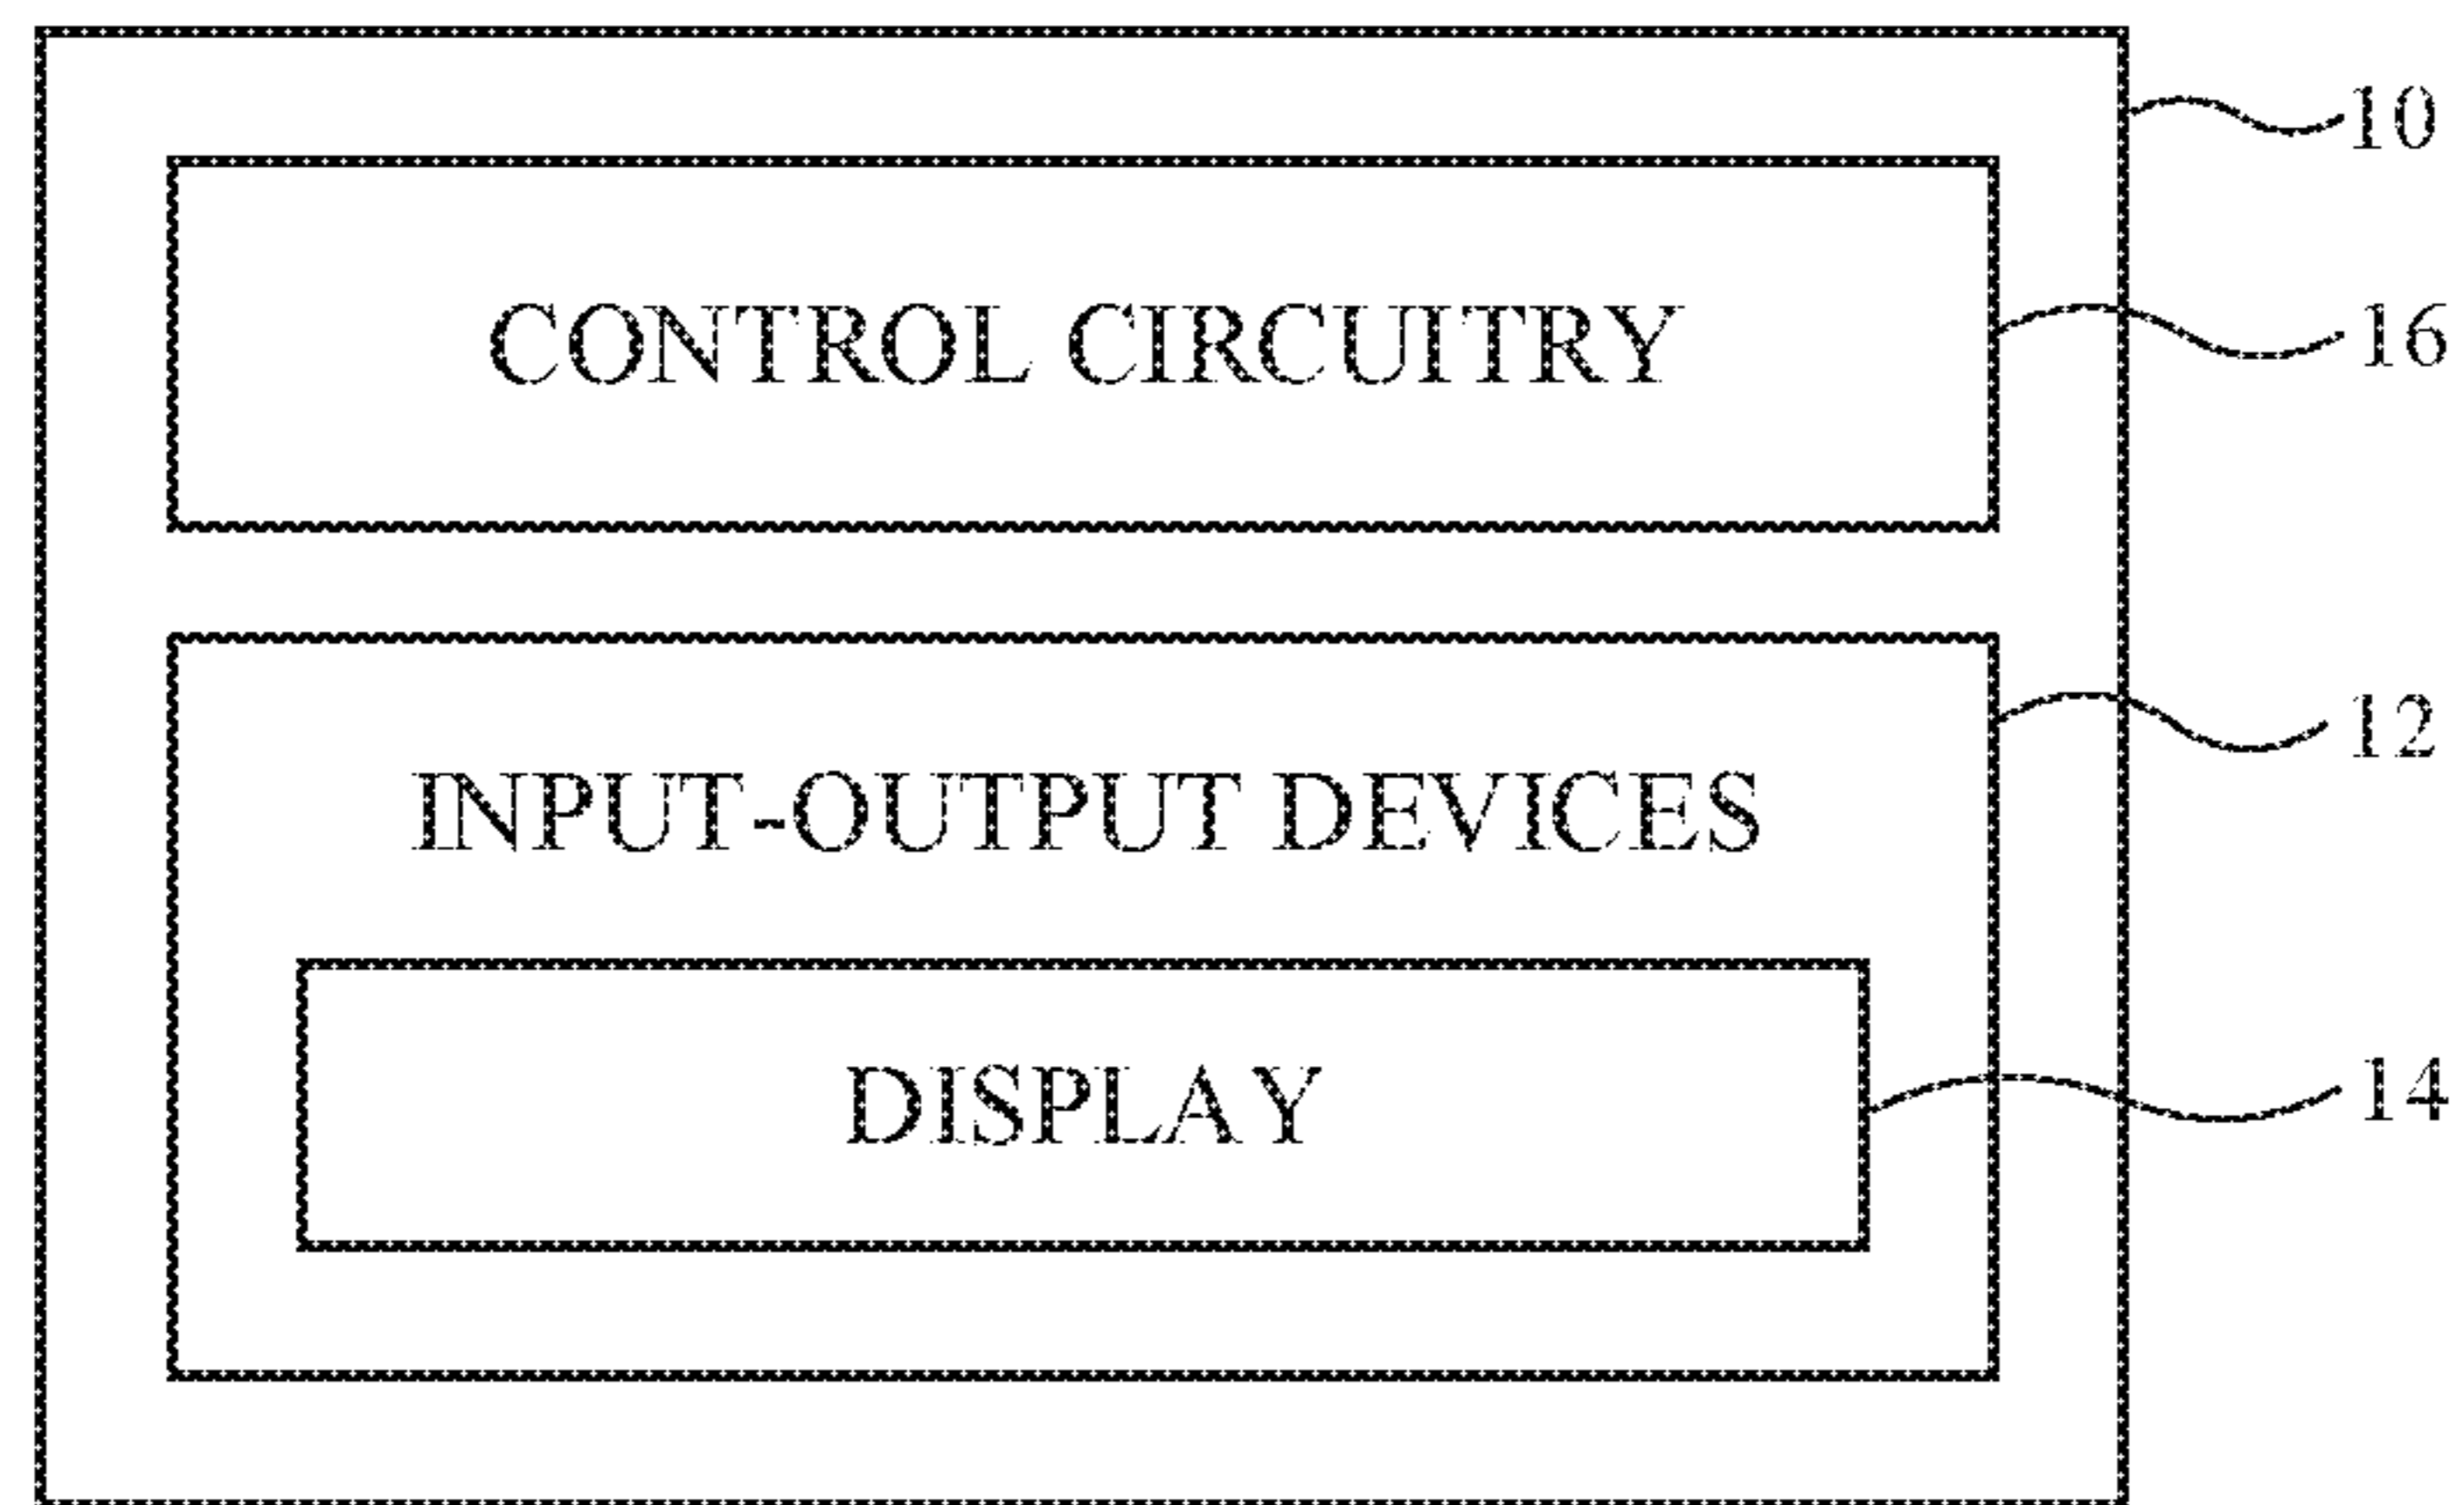 10
CONTROL CIRCUITRY
16
12
INPUT-OUTPUT DEVICES
DISPLAY
14